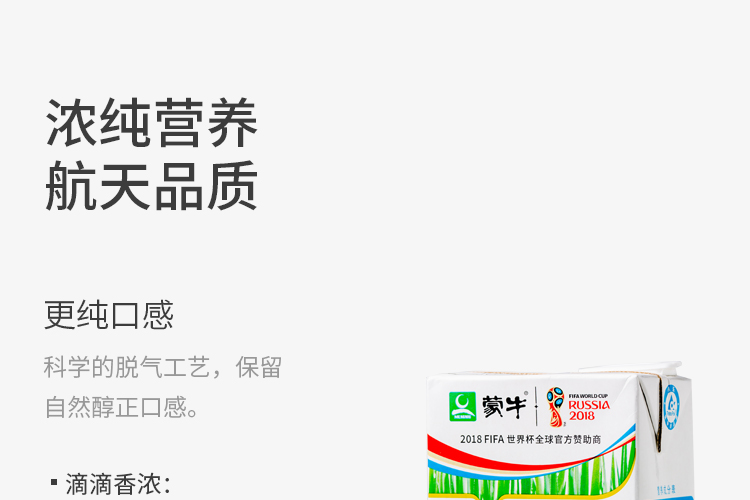 浓纯营养
航天品质
更纯口感
科学的脱气工艺，保留
自然醇正口感。
滴滴香浓：
蒙牛
FIFA WORLD CUP
RUSSIA
2018
2018 FIFA 世界杯全球官方赞助商